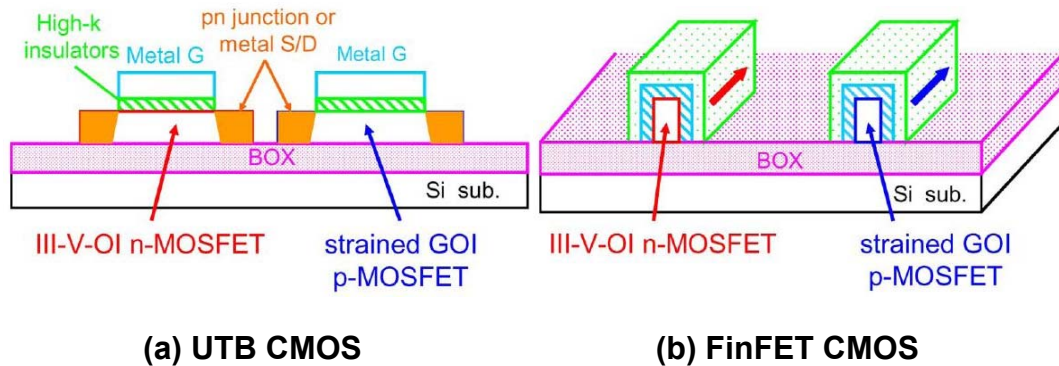 High-k
insulators
Metal G
pn junction or
metal S/D
Metal G
BOX
Si sub.
III-V-OI n-MOSFET
strained GOI
p-MOSFET
(a) UTB CMOS
BOX
Si sub.
III-V-OI n-MOSFET
strained GOI
p-MOSFET
(b) FinFET CMOS